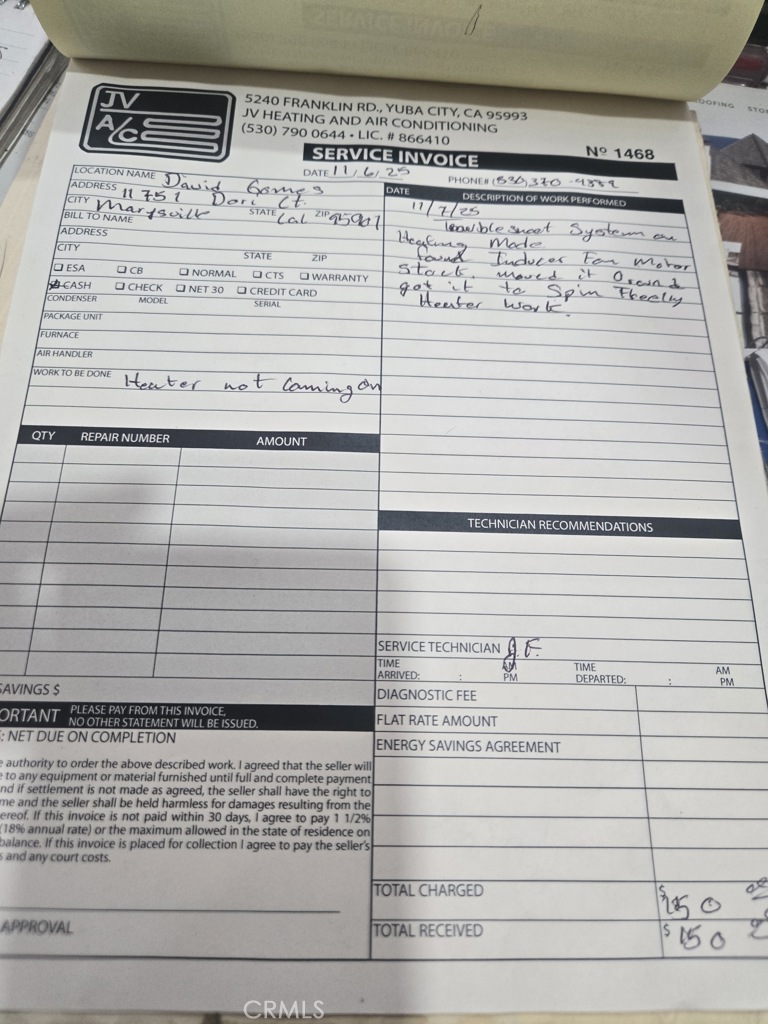 JV
A/C
5240 FRANKLIN RD., YUBA CITY, CA 95993
JV HEATING AND AIR CONDITIONING
(530) 790 0644 • LIC. # 866410
SERVICE INVOICE
Nº 1468
LOCATION NAME David Games
DATE 11/6/25
PHONE# (530) 370
ADDRESS 11751 Dori Ct.
CITY Marysville STATE Cal ZIP 95901
BILL TO NAME
ADDRESS
CITY
STATE ZIP
ESA CB NORMAL CTS WARRANTY
CASH CHECK NET 30 CREDIT CARD
CONDENSER MODEL SERIAL
PACKAGE UNIT
FURNACE
AIR HANDLER
WORK TO BE DONE Heater not Coming on
QTY REPAIR NUMBER AMOUNT
SAVINGS $
ORTANT PLEASE PAY FROM THIS INVOICE,
NO OTHER STATEMENT WILL BE ISSUED.
: NET DUE ON COMPLETION
e authority to order the above described work. I agreed that the seller will
e to any equipment or material furnished until full and complete payment
nd if settlement is not made as agreed, the seller shall have the right to
me and the seller shall be held harmless for damages resulting from the
ereof. If this invoice is not paid within 30 days, I agree to pay 1 1/2%
(18% annual rate) or the maximum allowed in the state of residence on
balance. If this invoice is placed for collection I agree to pay the seller's
s and any court costs.
APPROVAL
DATE DESCRIPTION OF WORK PERFORMED
11/7/25
System on
Heating Mode
found Inducer Fan Motor
Stuck, moved it
got it to Spin
Heater Work.
TECHNICIAN RECOMMENDATIONS
SERVICE TECHNICIAN J.F.
TIME ARRIVED: : AM PM TIME DEPARTED: : AM PM
DIAGNOSTIC FEE
FLAT RATE AMOUNT
ENERGY SAVINGS AGREEMENT
TOTAL CHARGED $150
TOTAL RECEIVED $150
CRMLS